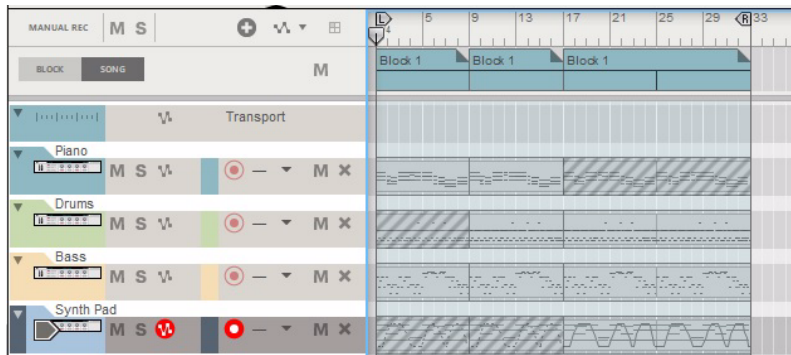 MANUAL REC M S
L 5 9 13 17 21 25 29 R 33
4
BLOCK SONG M
Block 1 Block 1 Block 1
Transport
Piano
M S M
Drums
M S M
Bass
M S M
Synth Pad
M S M